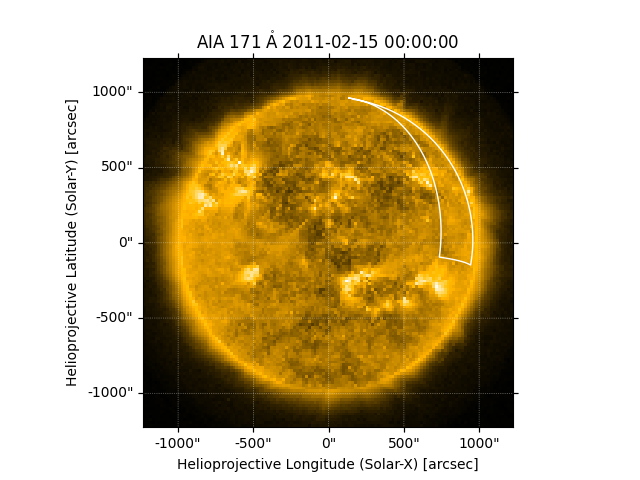 AIA 171 Å 2011-02-15 00:00:00
Helioprojective Latitude (Solar-Y) [arcsec]
1000"
500"
0"
-500"
-1000"
-1000" -500" 0" 500" 1000"
Helioprojective Longitude (Solar-X) [arcsec]